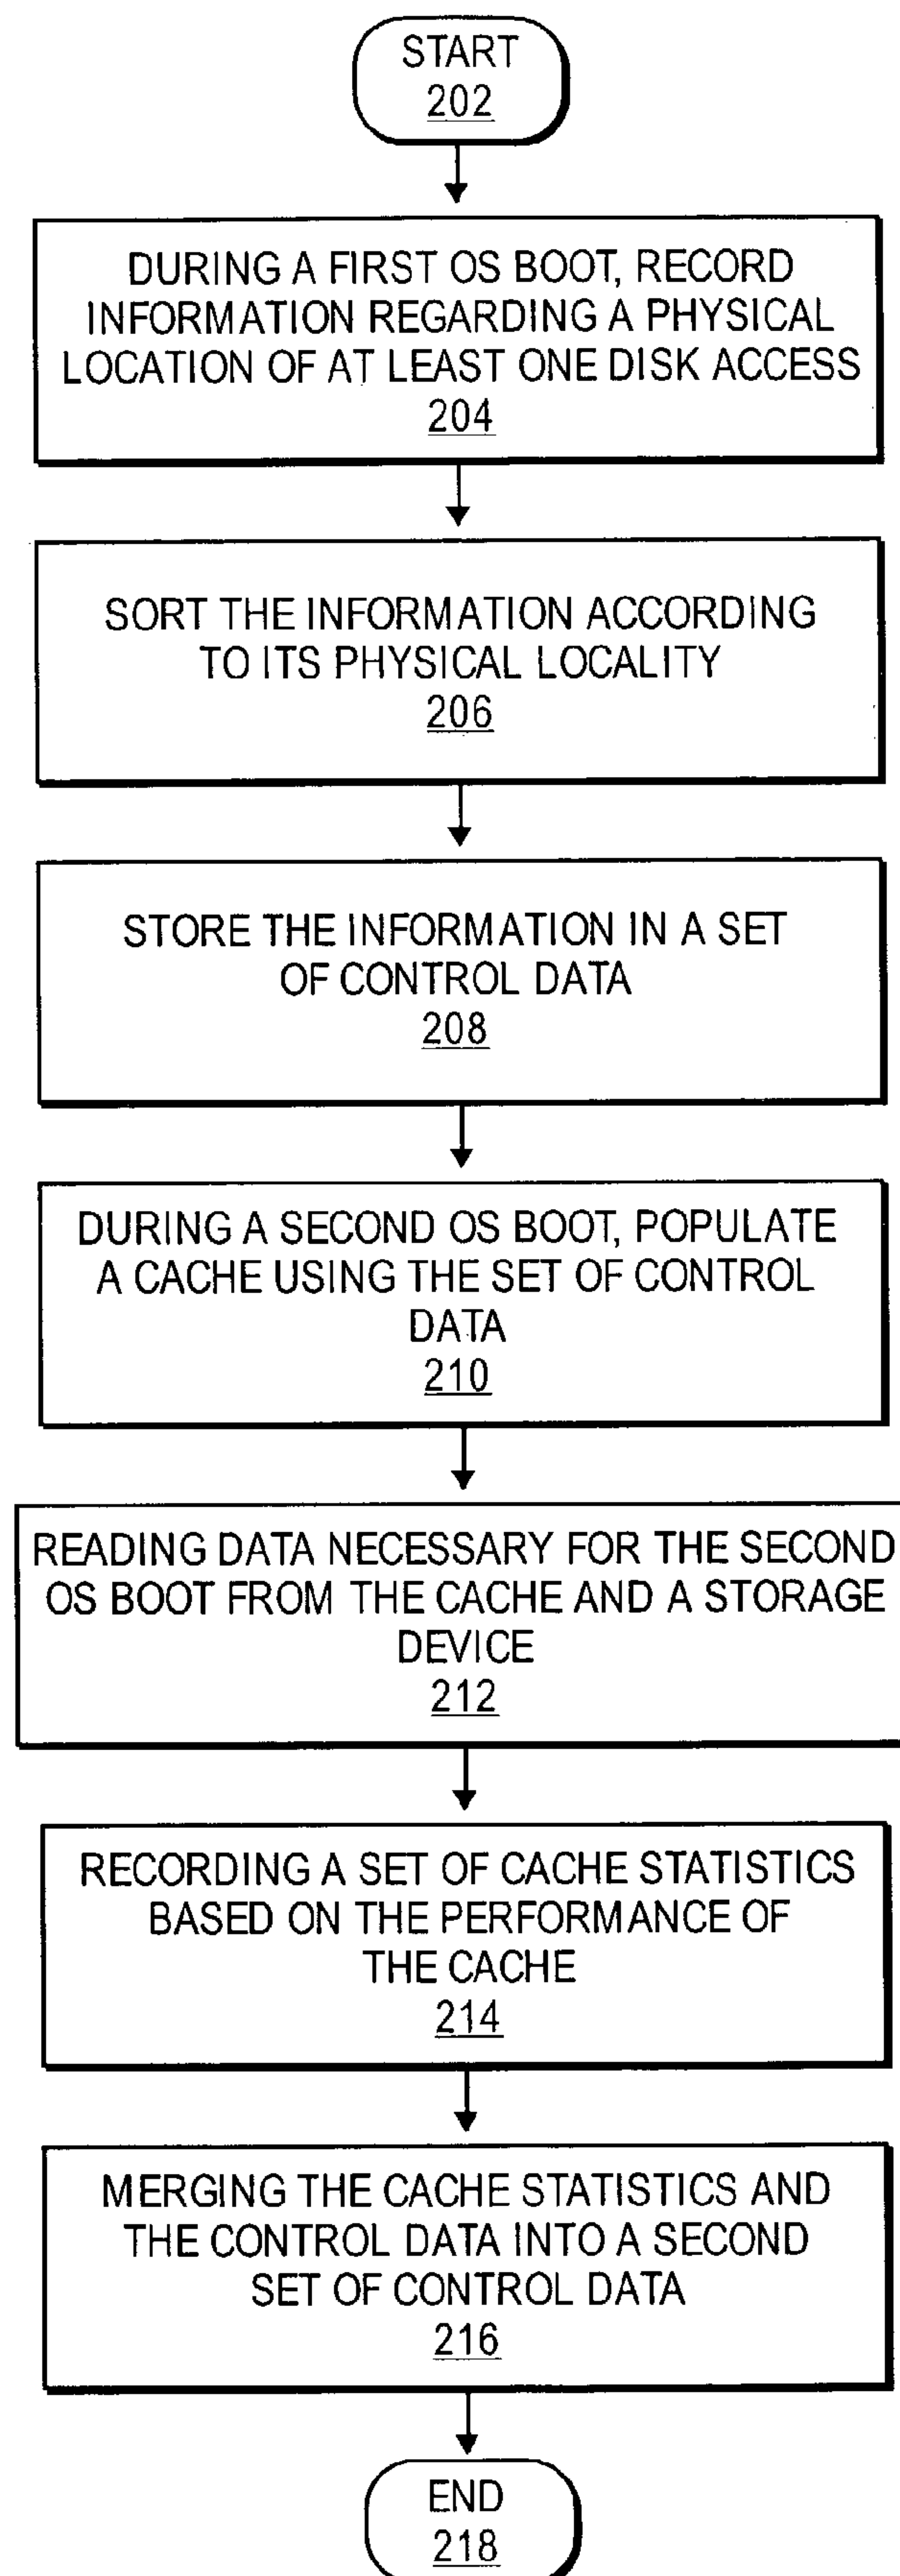 START
202
DURING A FIRST OS BOOT, RECORD
INFORMATION REGARDING A PHYSICAL
LOCATION OF AT LEAST ONE DISK ACCESS
204
SORT THE INFORMATION ACCORDING
TO ITS PHYSICAL LOCALITY
206
STORE THE INFORMATION IN A SET
OF CONTROL DATA
208
DURING A SECOND OS BOOT, POPULATE
A CACHE USING THE SET OF CONTROL
DATA
210
READING DATA NECESSARY FOR THE SECOND
OS BOOT FROM THE CACHE AND A STORAGE
DEVICE
212
RECORDING A SET OF CACHE STATISTICS
BASED ON THE PERFORMANCE OF
THE CACHE
214
MERGING THE CACHE STATISTICS AND
THE CONTROL DATA INTO A SECOND
SET OF CONTROL DATA
216
END
218